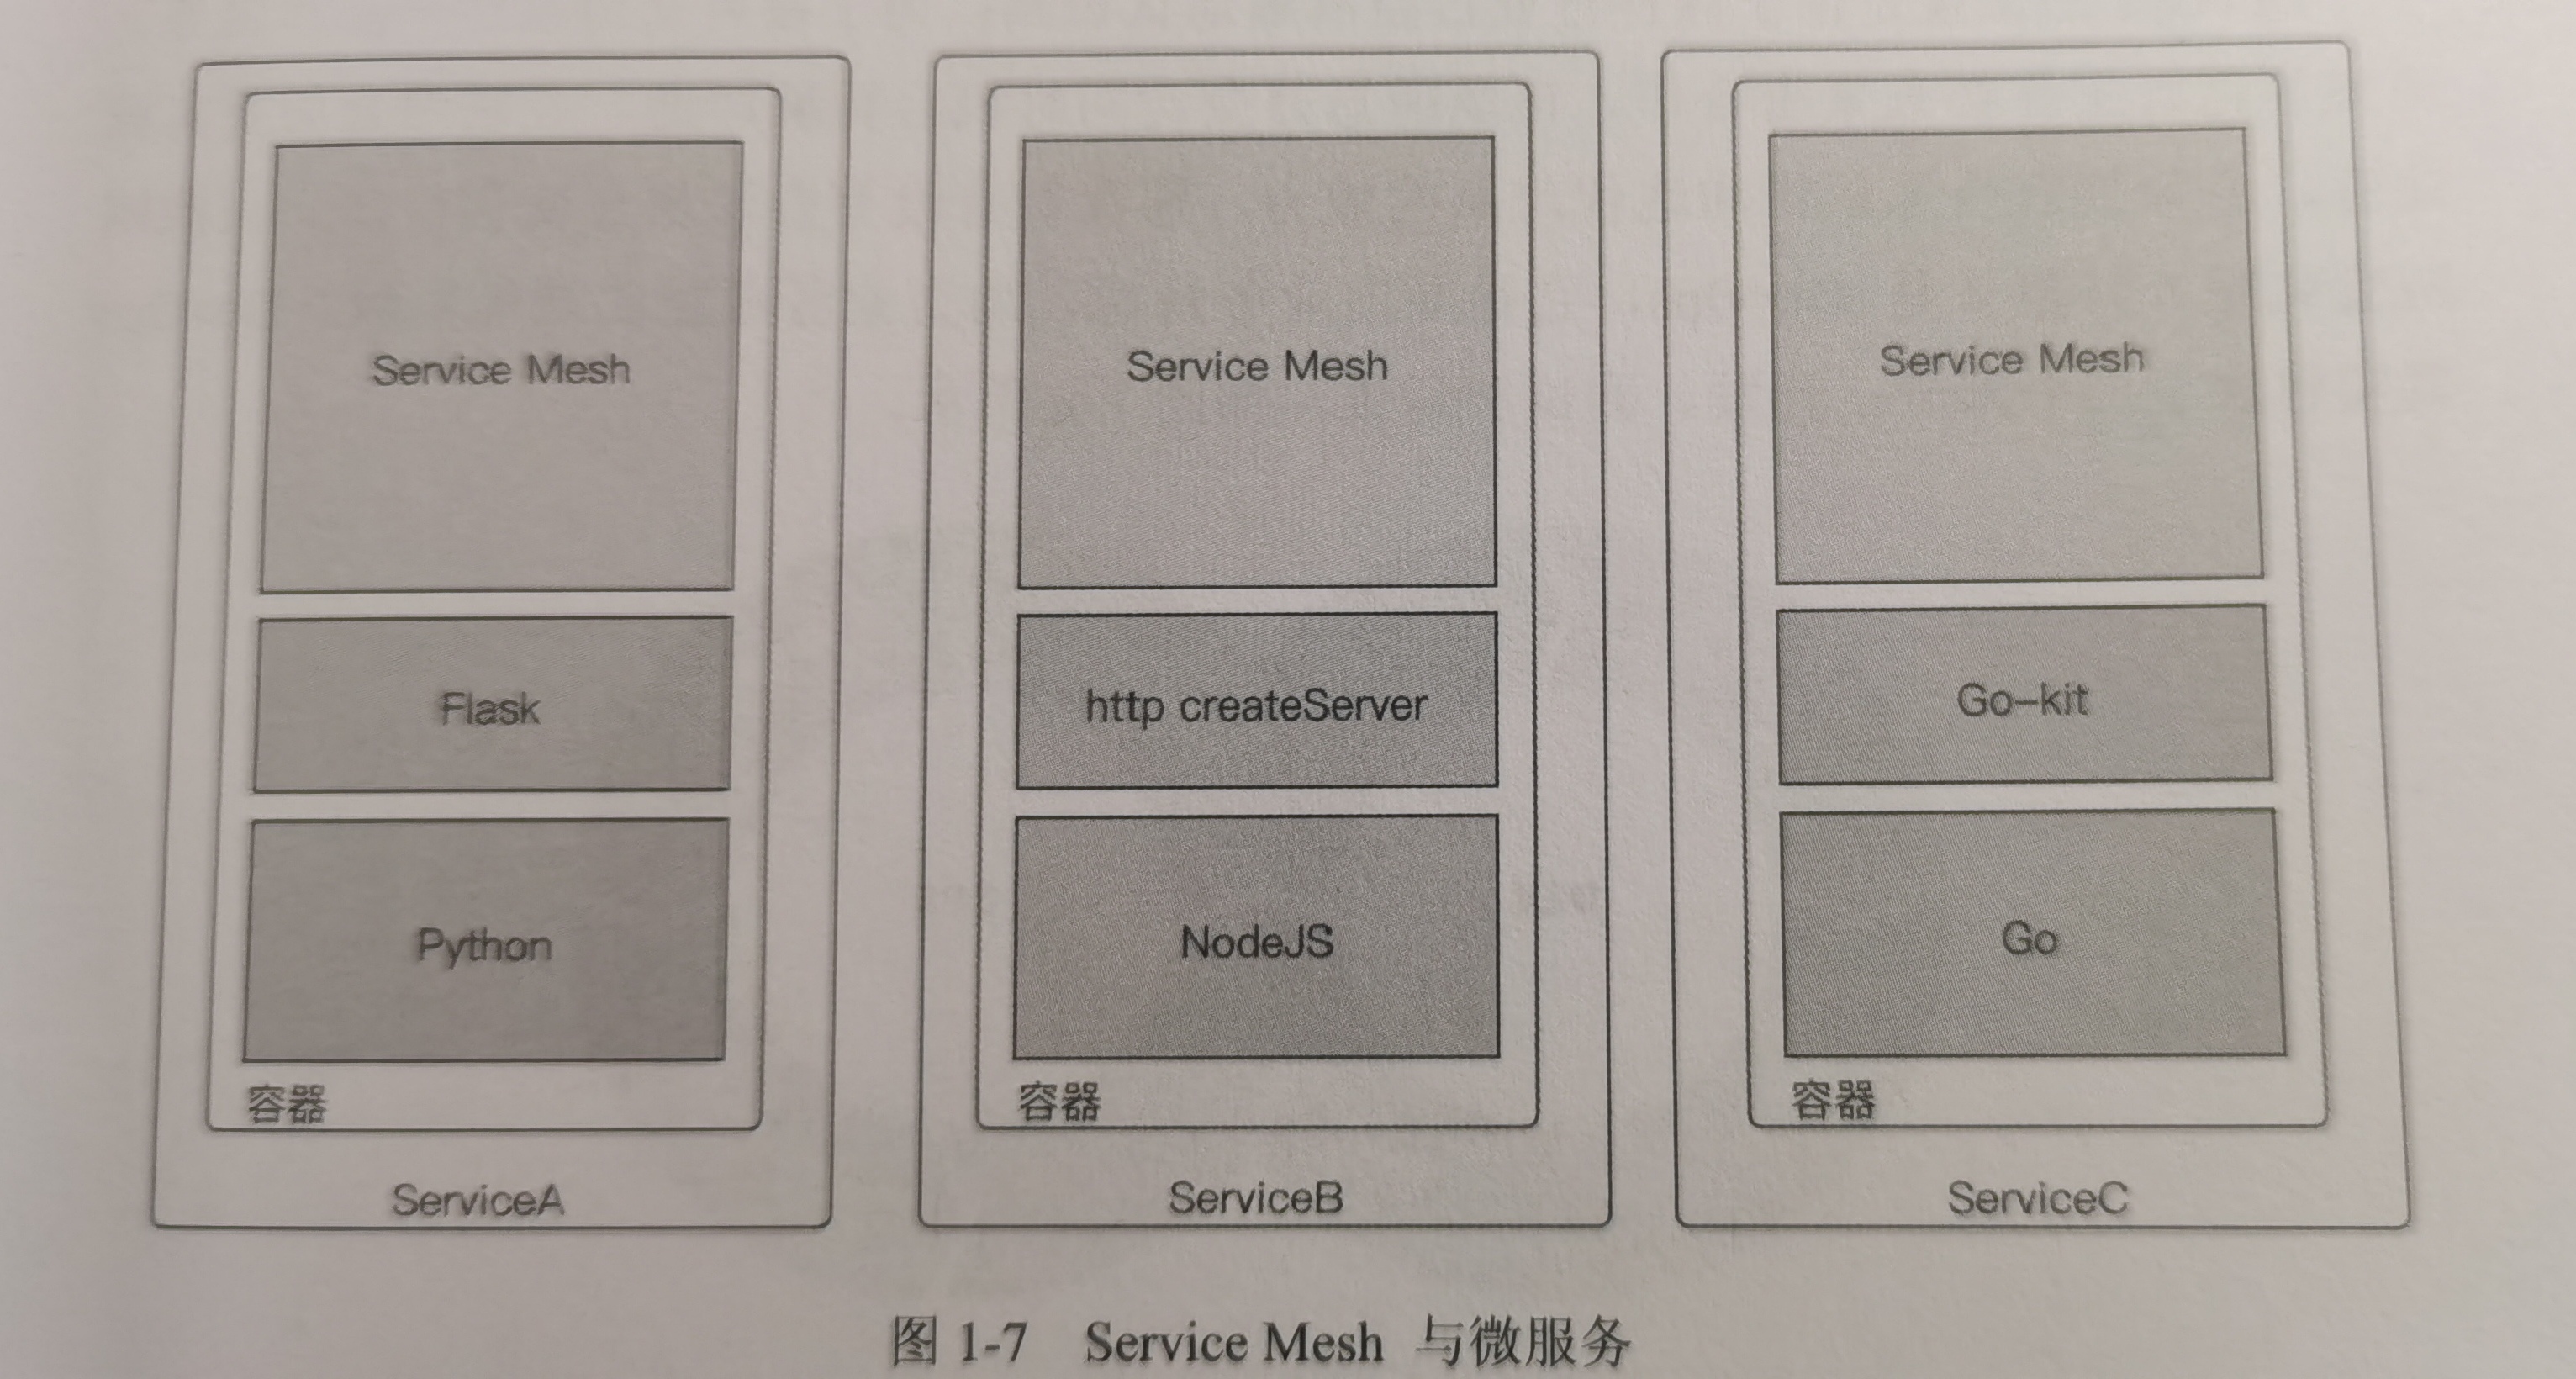 Service Mesh
Flask
Python
容器
ServiceA
Service Mesh
http createServer
NodeJS
容器
ServiceB
Service Mesh
Go-kit
Go
容器
ServiceC
图 1-7 Service Mesh 与微服务